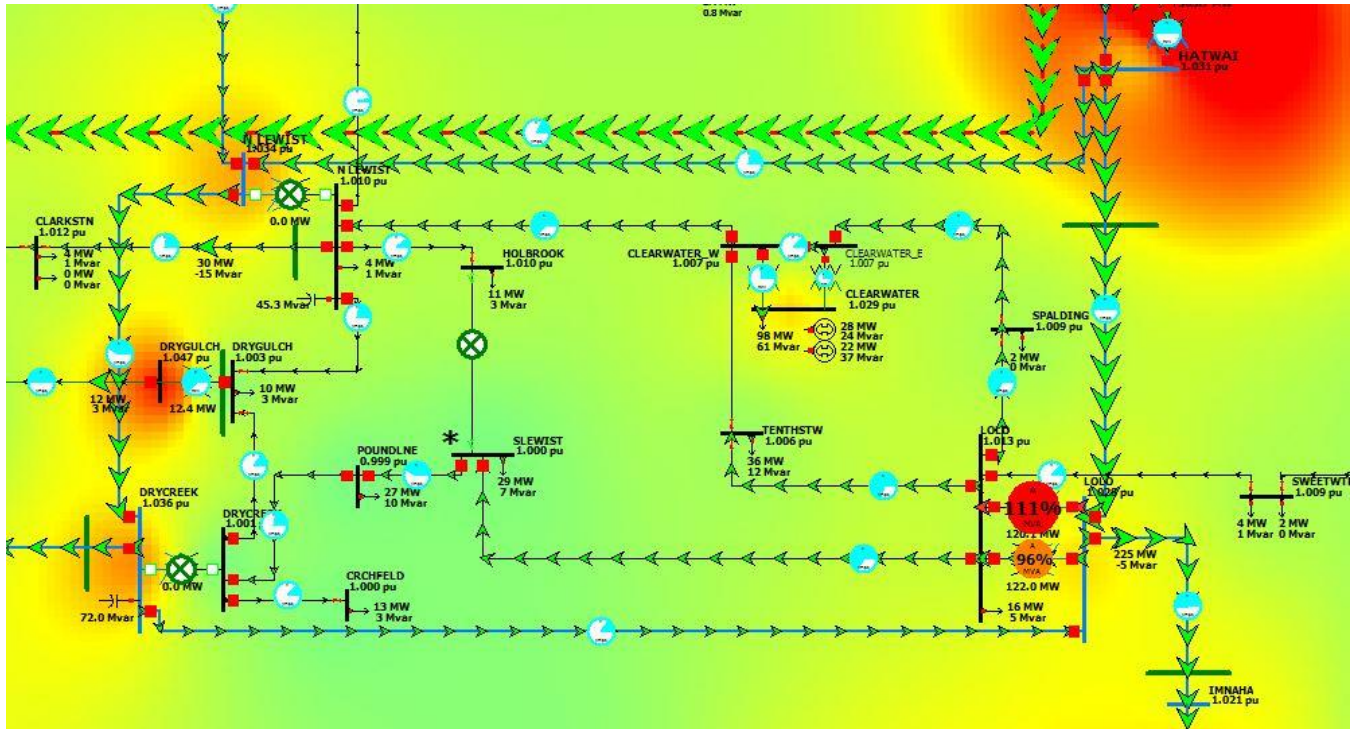 0.8 Mvar
HATWAI
1.031 pu
N LEWIST
1.034 pu
N LEWIST
1.010 pu
0.0 MW
CLARKSTN
1.012 pu
4 MW
1 Mvar
0 MW
0 Mvar
30 MW
-15 Mvar
4 MW
1 Mvar
45.3 Mvar
HOLBROOK
1.010 pu
11 MW
3 Mvar
CLEARWATER_W
1.007 pu
CLEARWATER_E
1.007 pu
CLEARWATER
1.029 pu
98 MW
61 Mvar
28 MW
24 Mvar
22 MW
37 Mvar
SPALDING
1.009 pu
2 MW
0 Mvar
DRYGULCH
1.047 pu
DRYGULCH
1.003 pu
10 MW
3 Mvar
12 MW
3 Mvar
12.4 MW
*
SLEWIST
1.000 pu
29 MW
7 Mvar
POUNDLNE
0.999 pu
27 MW
10 Mvar
TENTHSTW
1.006 pu
36 MW
12 Mvar
LOLO
1.013 pu
LOLO
1.028 pu
SWEETWTR
1.009 pu
4 MW
1 Mvar
2 MW
0 Mvar
A
111%
MVA
120.1 MW
96%
MVA
122.0 MW
225 MW
-5 Mvar
16 MW
5 Mvar
DRYCREEK
1.036 pu
1.001
0.0 MW
72.0 Mvar
CRCHFELD
1.000 pu
13 MW
3 Mvar
IMNAHA
1.021 pu